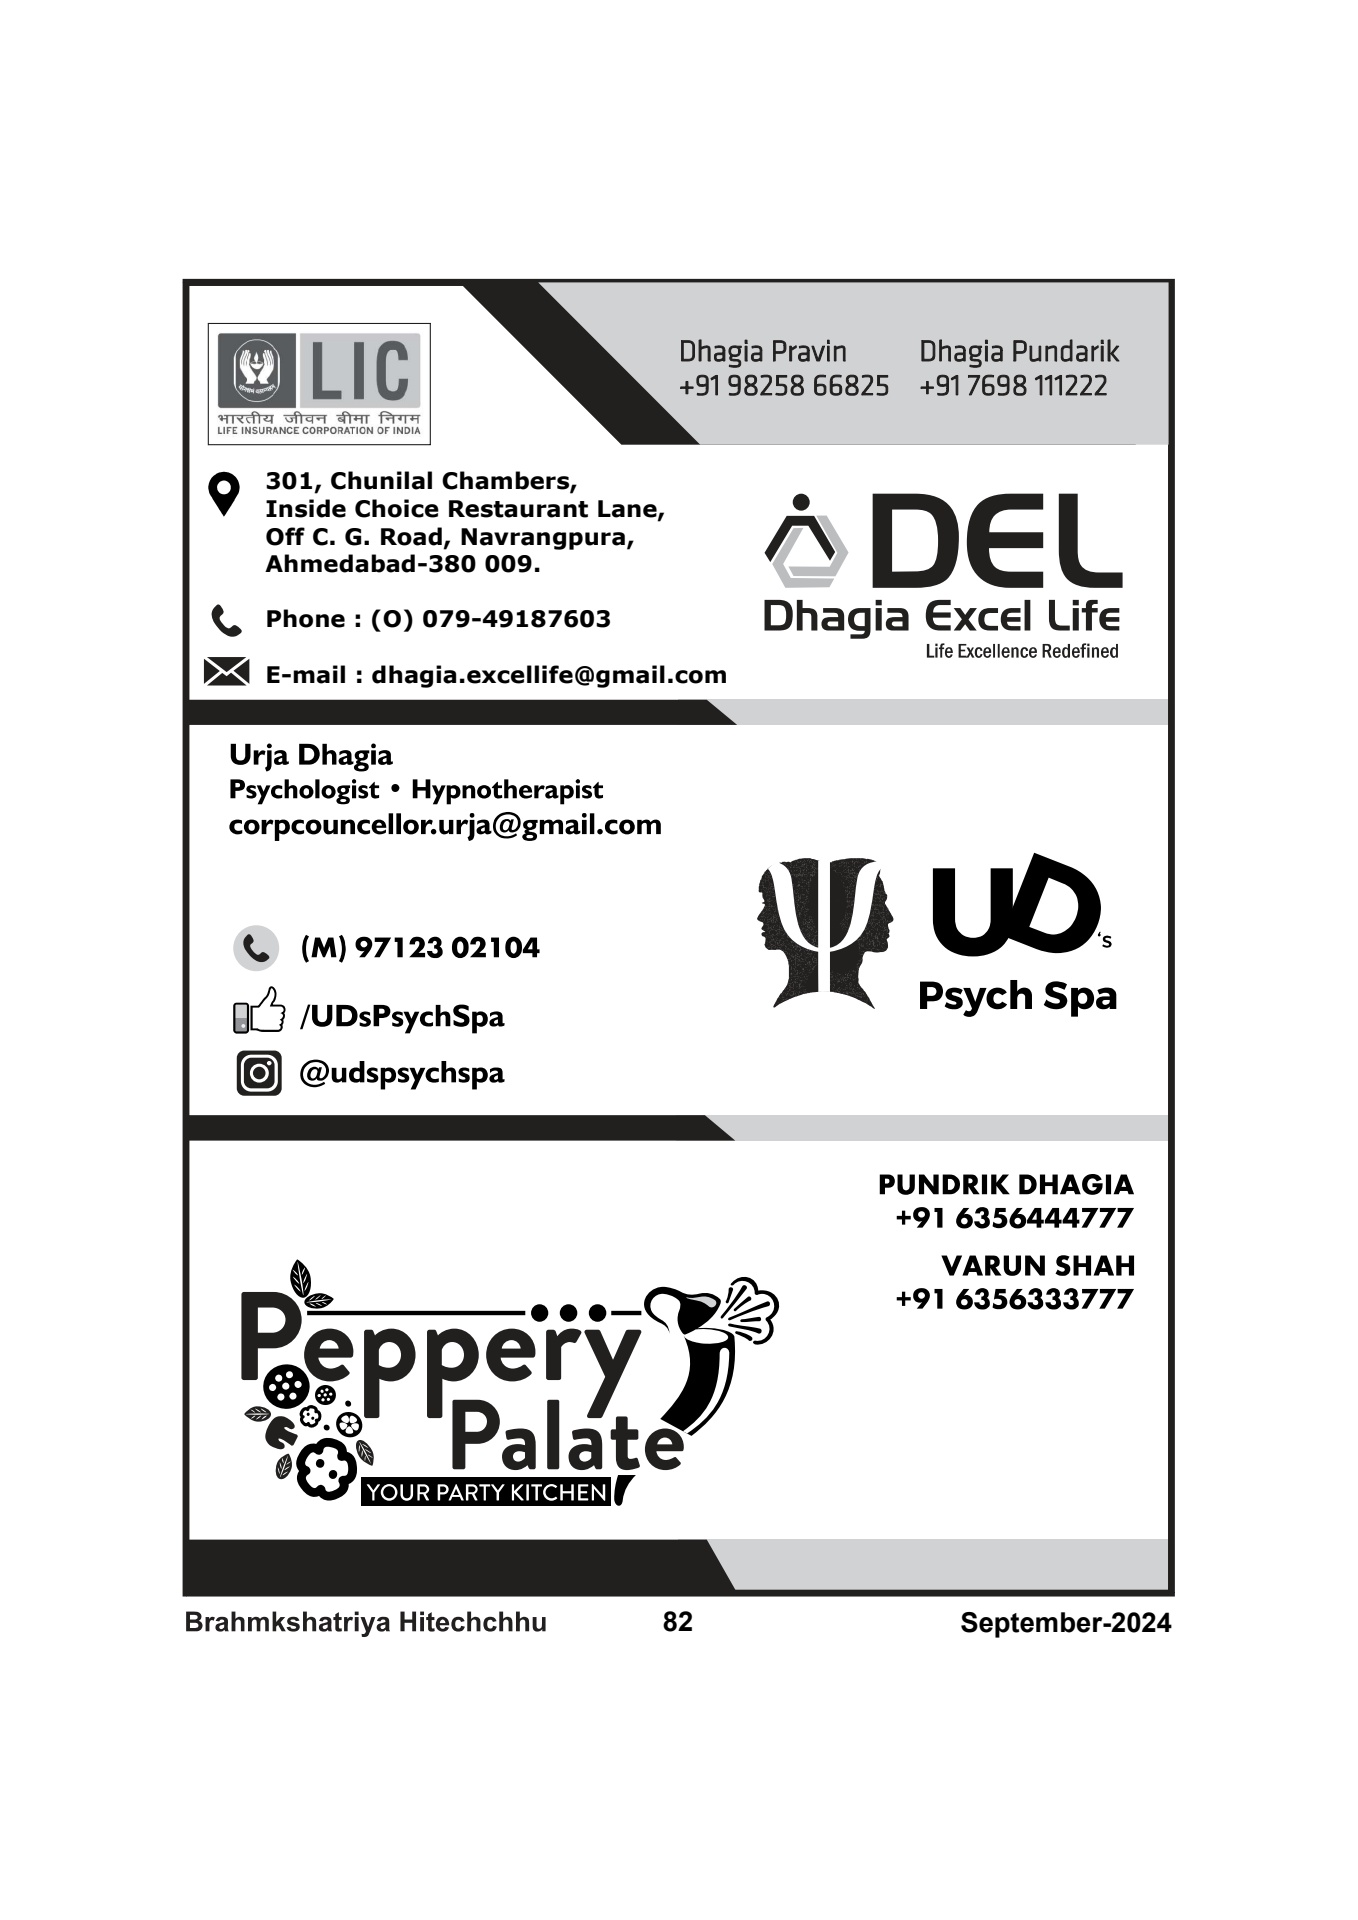 LIC
भारतीय जीवन बीमा निगम
LIFE INSURANCE CORPORATION OF INDIA
Dhagia Pravin
+91 98258 66825
Dhagia Pundarik
+91 7698 111222
301, Chunilal Chambers,
Inside Choice Restaurant Lane,
Off C. G. Road, Navrangpura,
Ahmedabad-380 009.
Phone : (O) 079-49187603
E-mail : dhagia.excellife@gmail.com
DEL
Dhagia Excel Life
Life Excellence Redefined
Urja Dhagia
Psychologist • Hypnotherapist
corpcouncellor.urja@gmail.com
(M) 97123 02104
/UDsPsychSpa
@udspsychspa
UD's
Psych Spa
PUNDRIK DHAGIA
+91 6356444777
VARUN SHAH
+91 6356333777
Peppery
Palate
YOUR PARTY KITCHEN
Brahmkshatriya Hitechchhu 82 September-2024